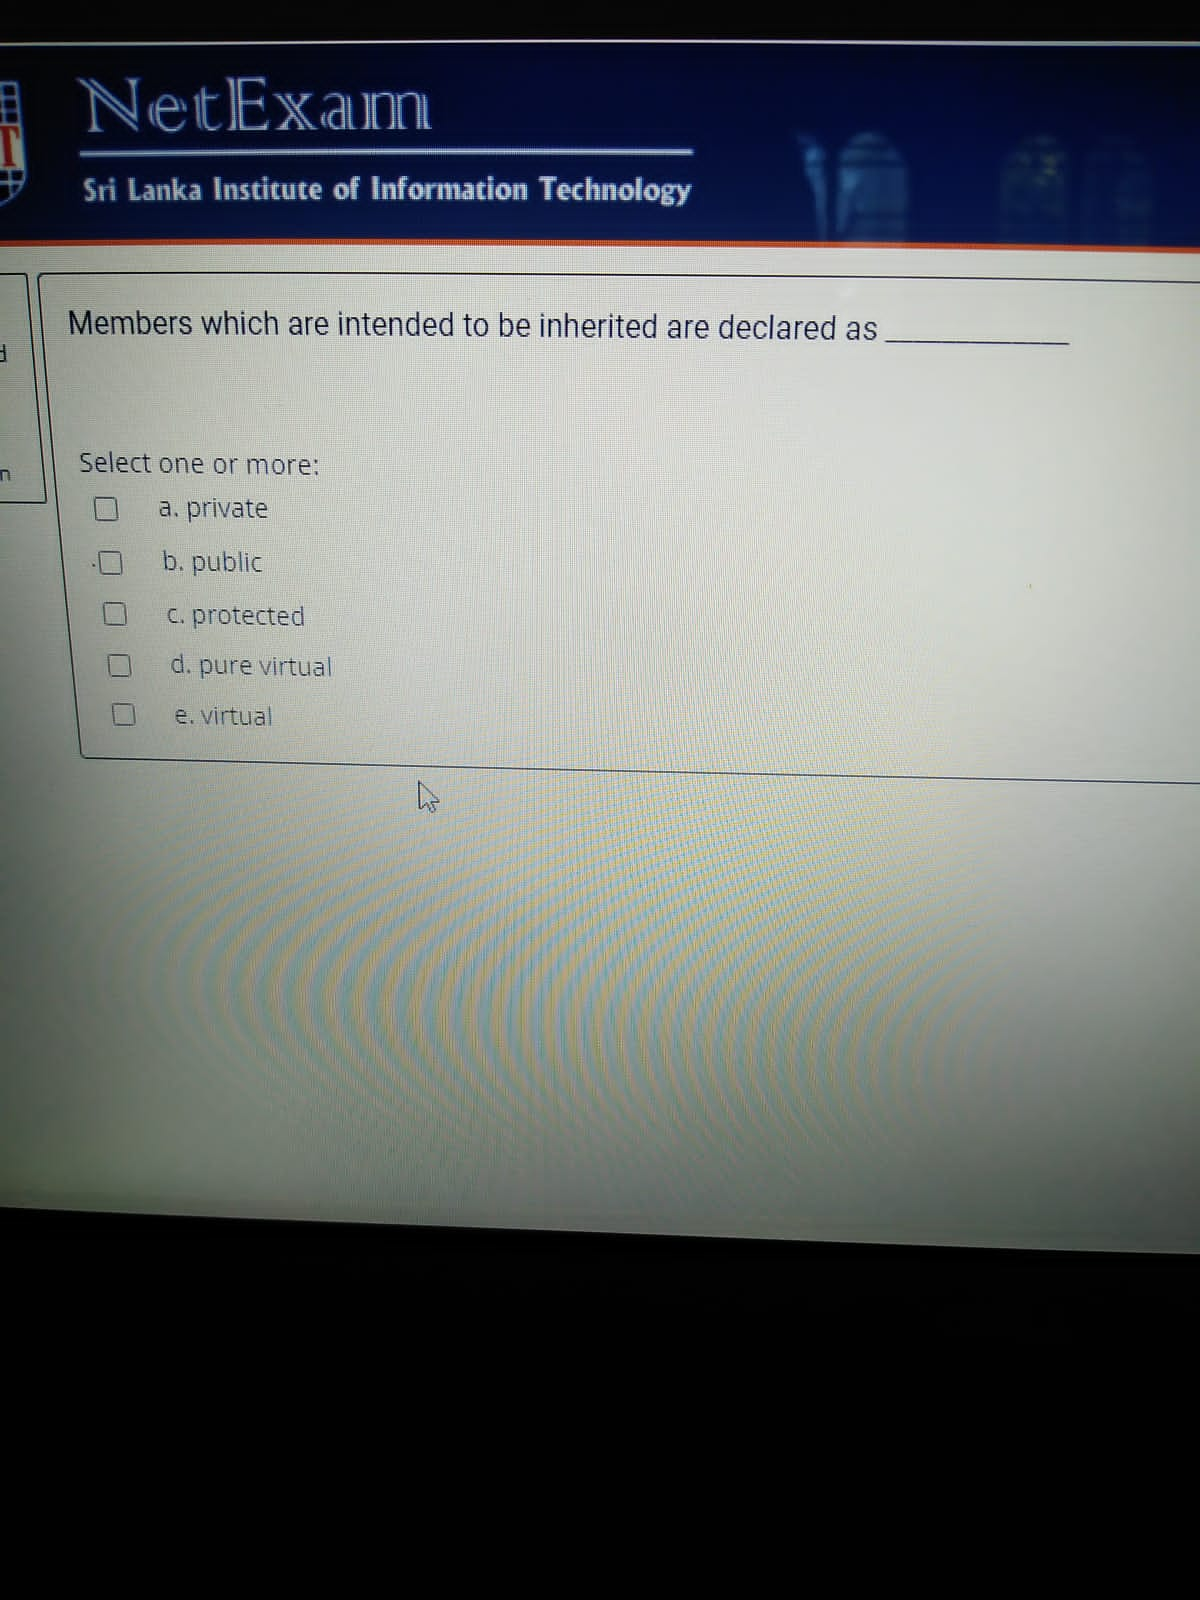 NetExam
Sri Lanka Institute of Information Technology
Members which are intended to be inherited are declared as ____________
Select one or more:
a. private
b. public
c. protected
d. pure virtual
e. virtual